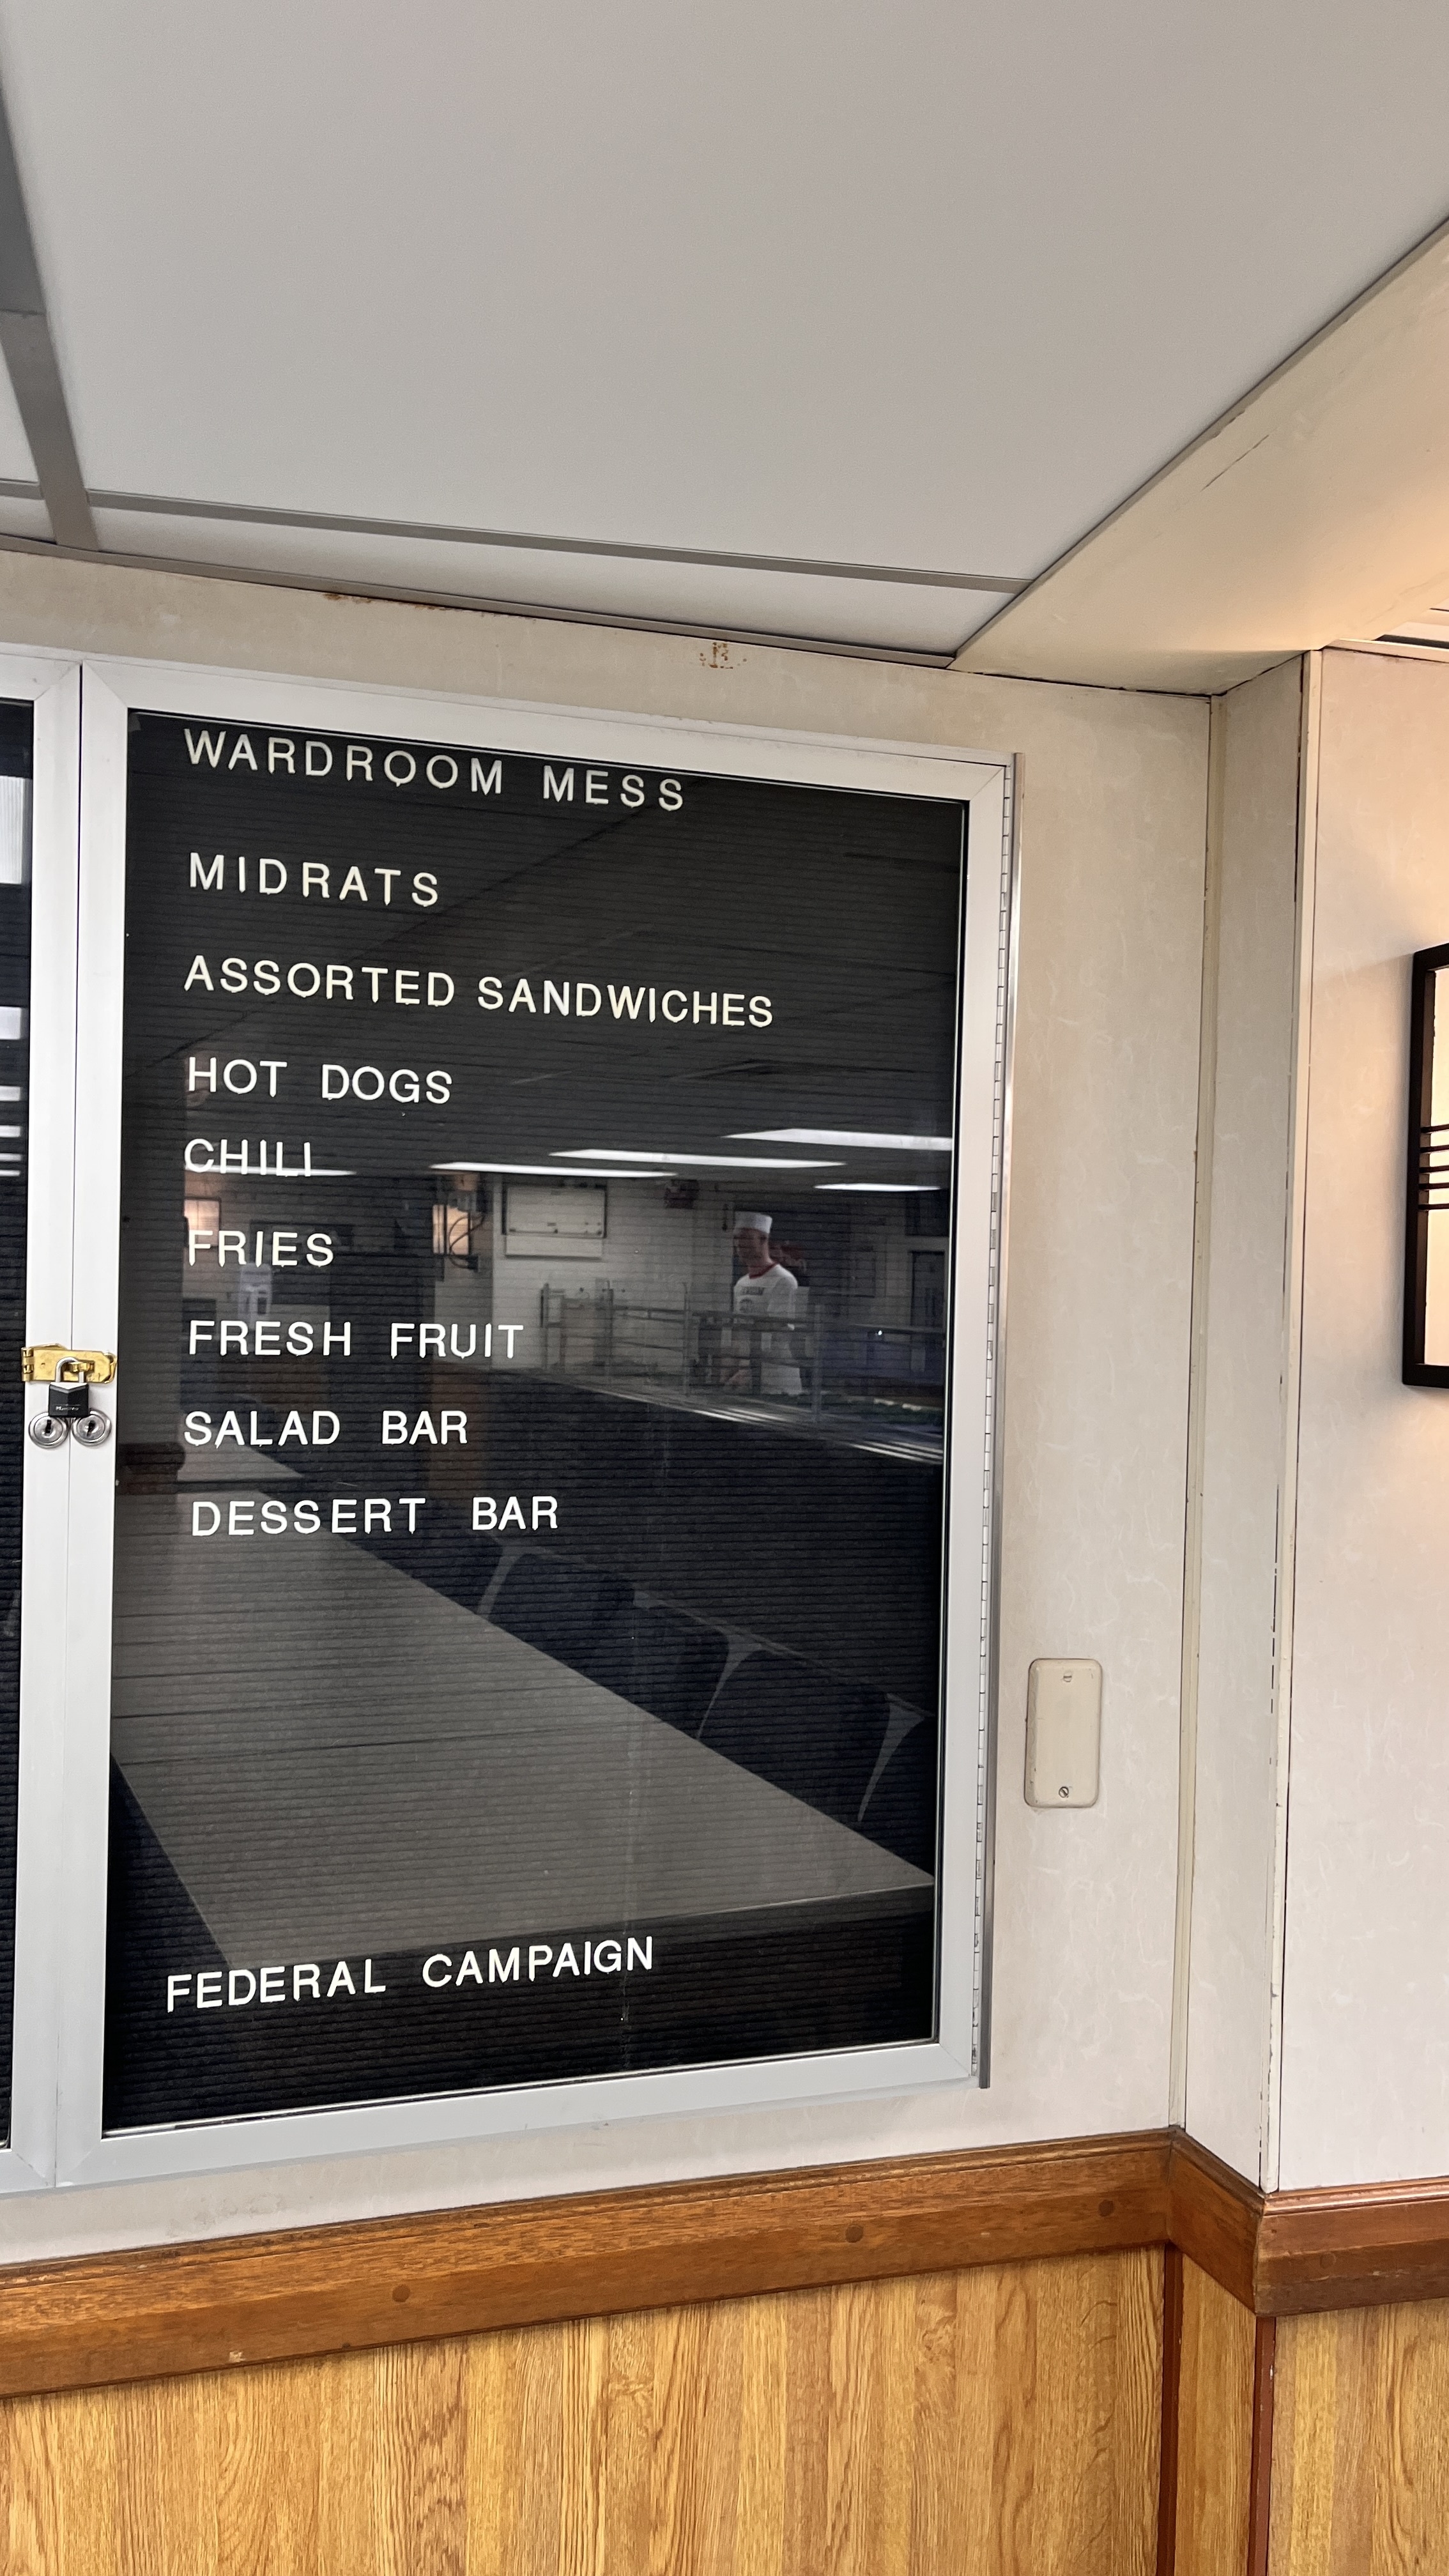 WARDROOM MESS
MIDRATS
ASSORTED SANDWICHES
HOT DOGS
CHILI
FRIES
FRESH FRUIT
SALAD BAR
DESSERT BAR
FEDERAL CAMPAIGN